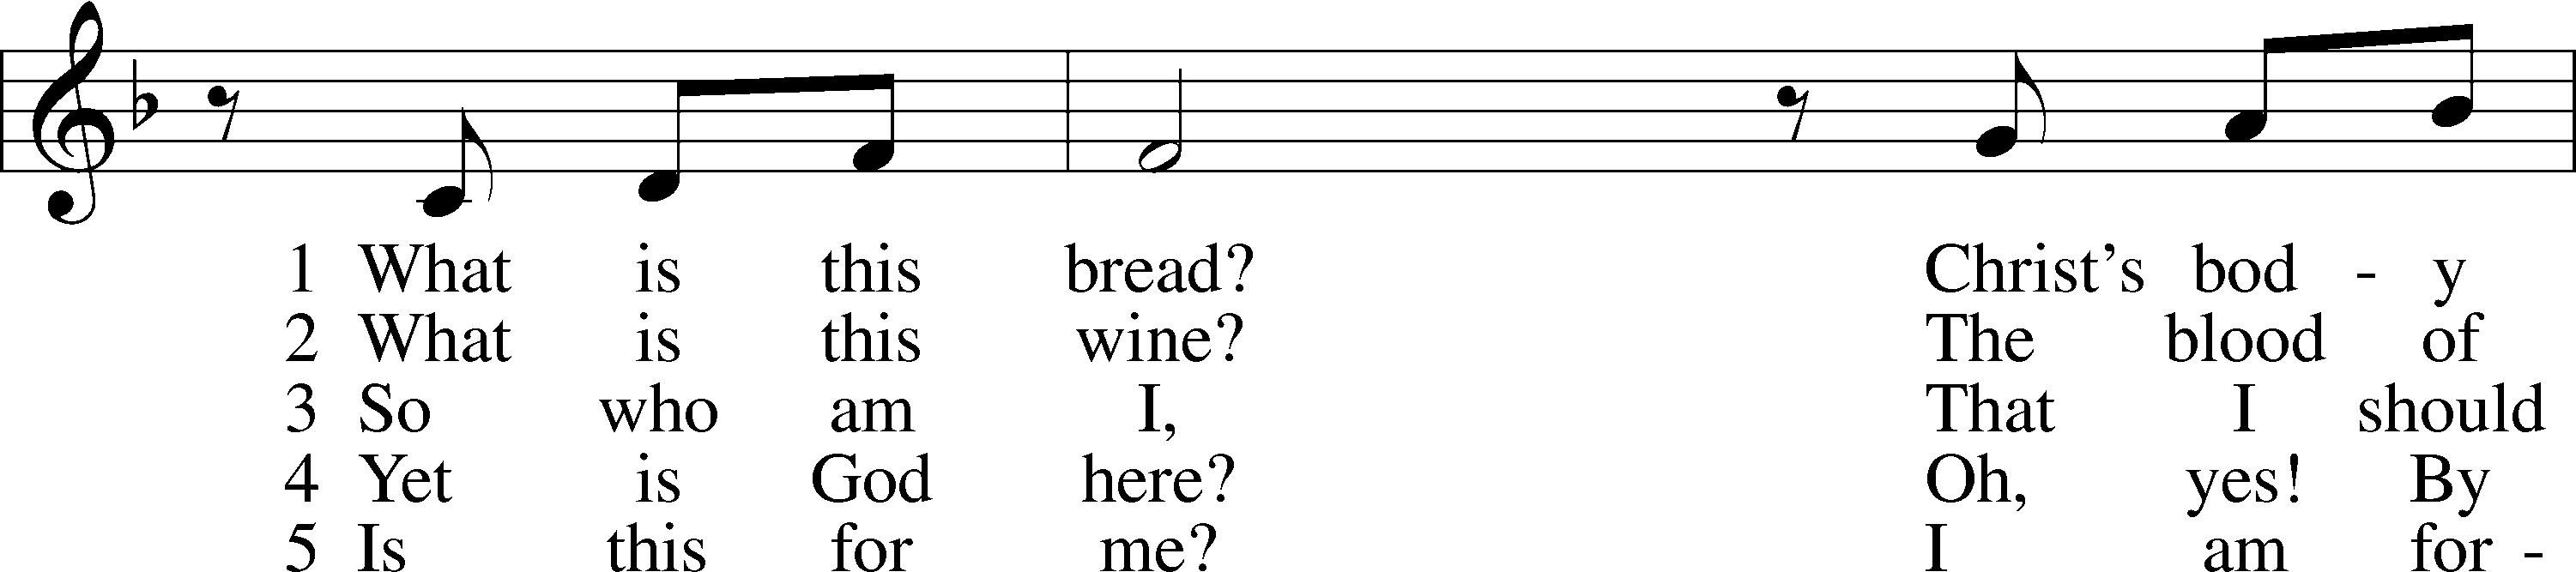 1 What is this bread? Christ’s bod - y
2 What is this wine? The blood of
3 So who am I, That I should
4 Yet is God here? Oh, yes! By
5 Is this for me? I am for -